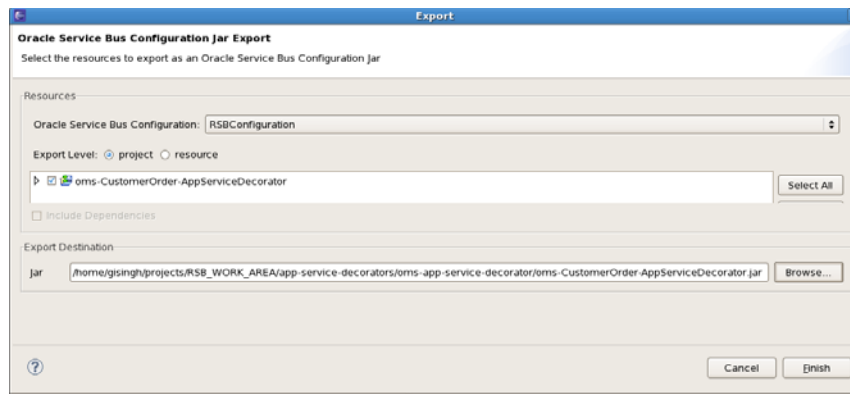 Export
Oracle Service Bus Configuration Jar Export
Select the resources to export as an Oracle Service Bus Configuration Jar
Resources
Oracle Service Bus Configuration: RSBConfiguration
Export Level: project resource
oms-CustomerOrder-AppServiceDecorator
Select All
Include Dependencies
Export Destination
Jar /home/gisingh/projects/RSB_WORK_AREA/app-service-decorators/oms-app-service-decorator/oms-CustomerOrder-AppServiceDecorator.jar Browse...
? Cancel Finish